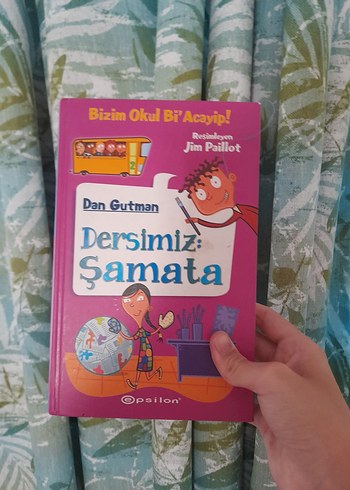 Bizim Okul Bi'Acayip!
Resimleyen
Jim Paillot
Dan Gutman
Dersimiz:
Şamata
epsilon